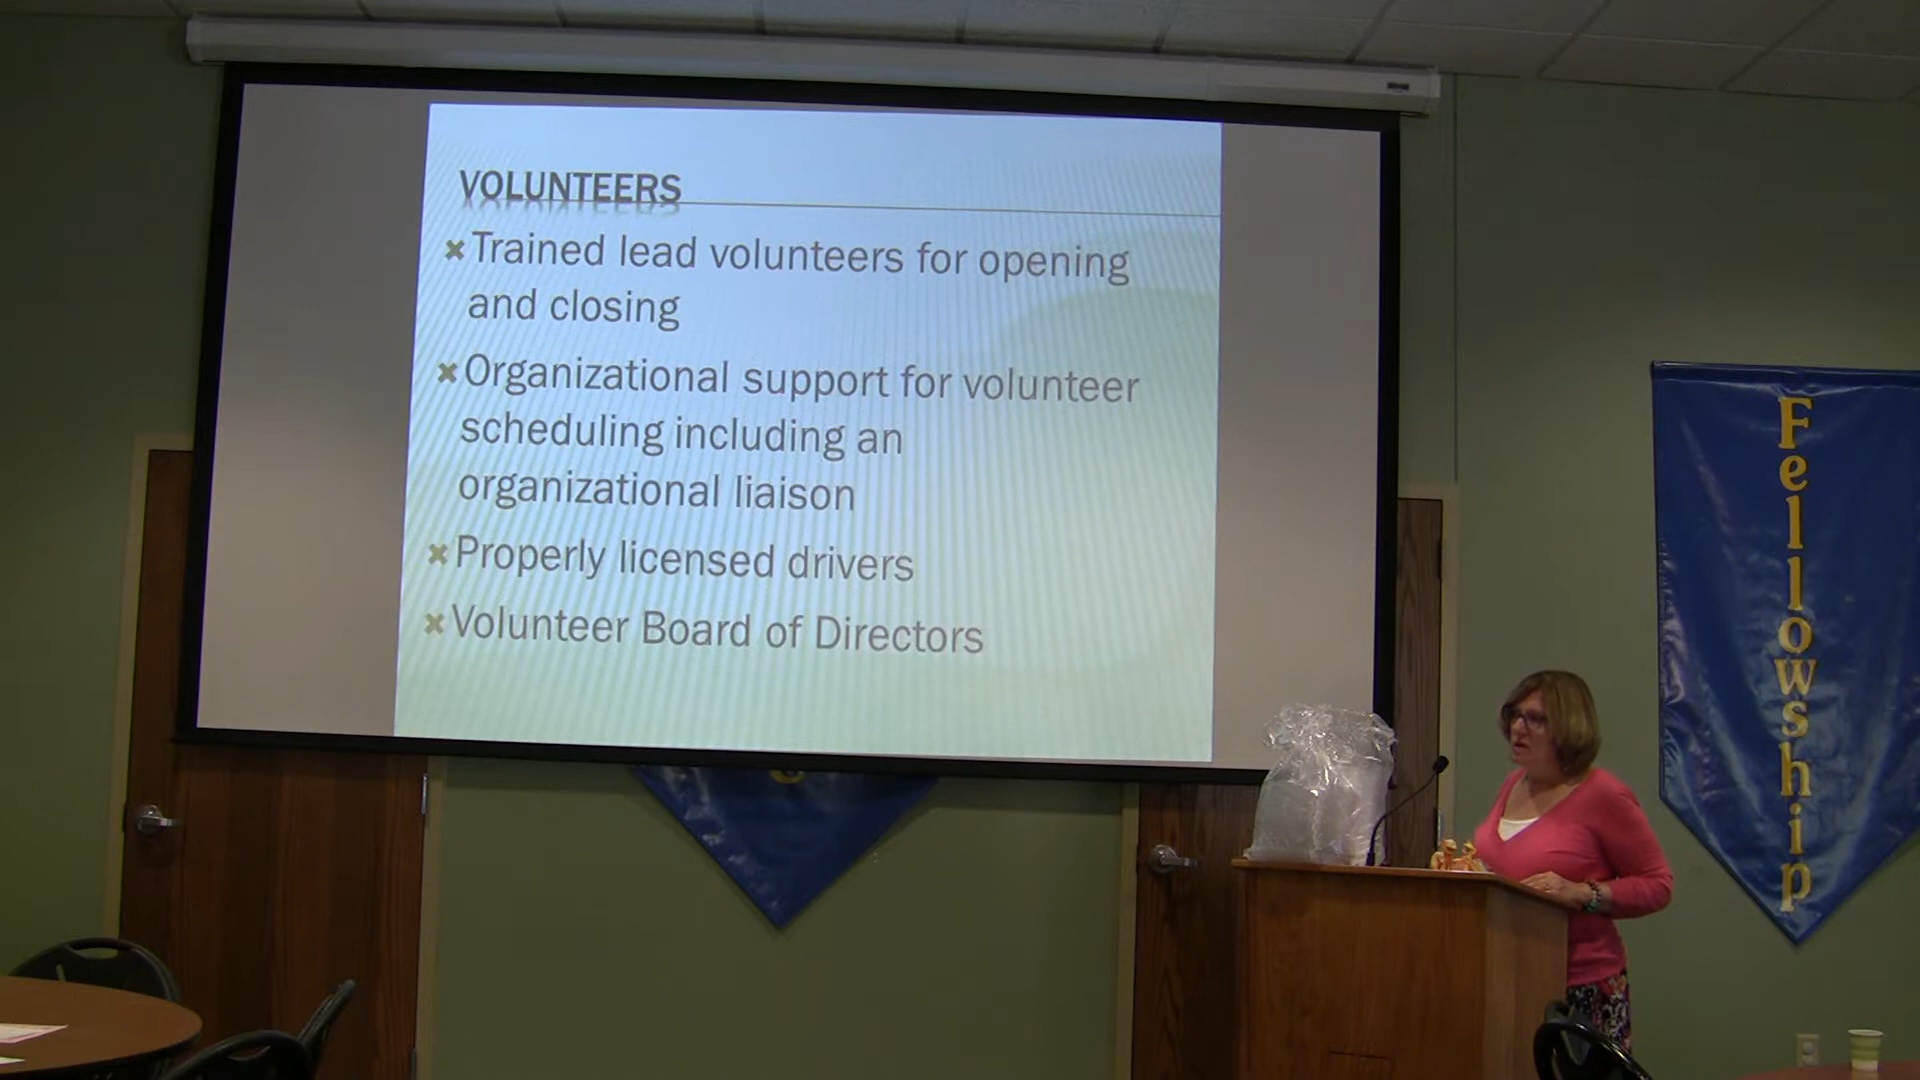 VOLUNTEERS
Trained lead volunteers for opening
and closing
Organizational support for volunteer
scheduling including an
organizational liaison
Properly licensed drivers
Volunteer Board of Directors
Fellowship